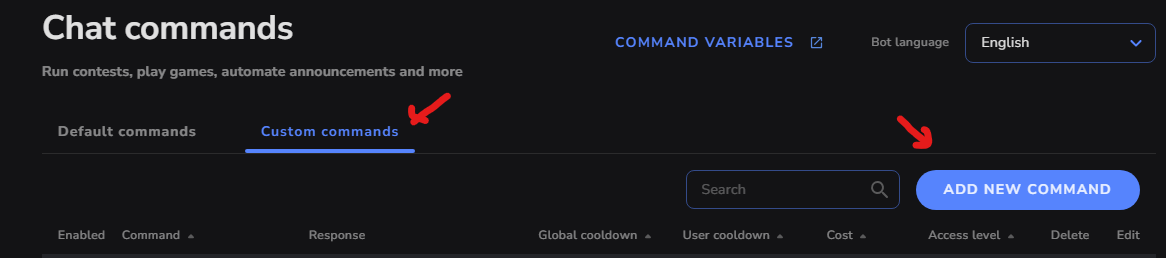 Chat commands
COMMAND VARIABLES
Bot language
English
Run contests, play games, automate announcements and more
Default commands
Custom commands
Search
ADD NEW COMMAND
Enabled Command Response Global cooldown User cooldown Cost Access level Delete Edit